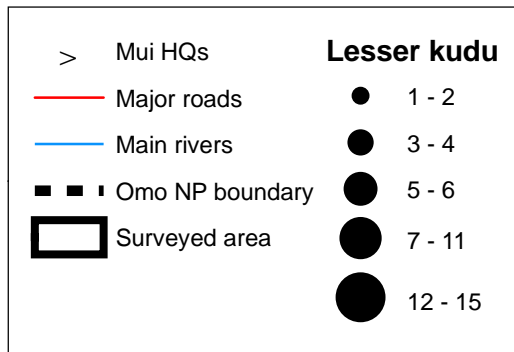 > Mui HQs
Major roads
Main rivers
Omo NP boundary
Surveyed area
Lesser kudu
1 - 2
3 - 4
5 - 6
7 - 11
12 - 15